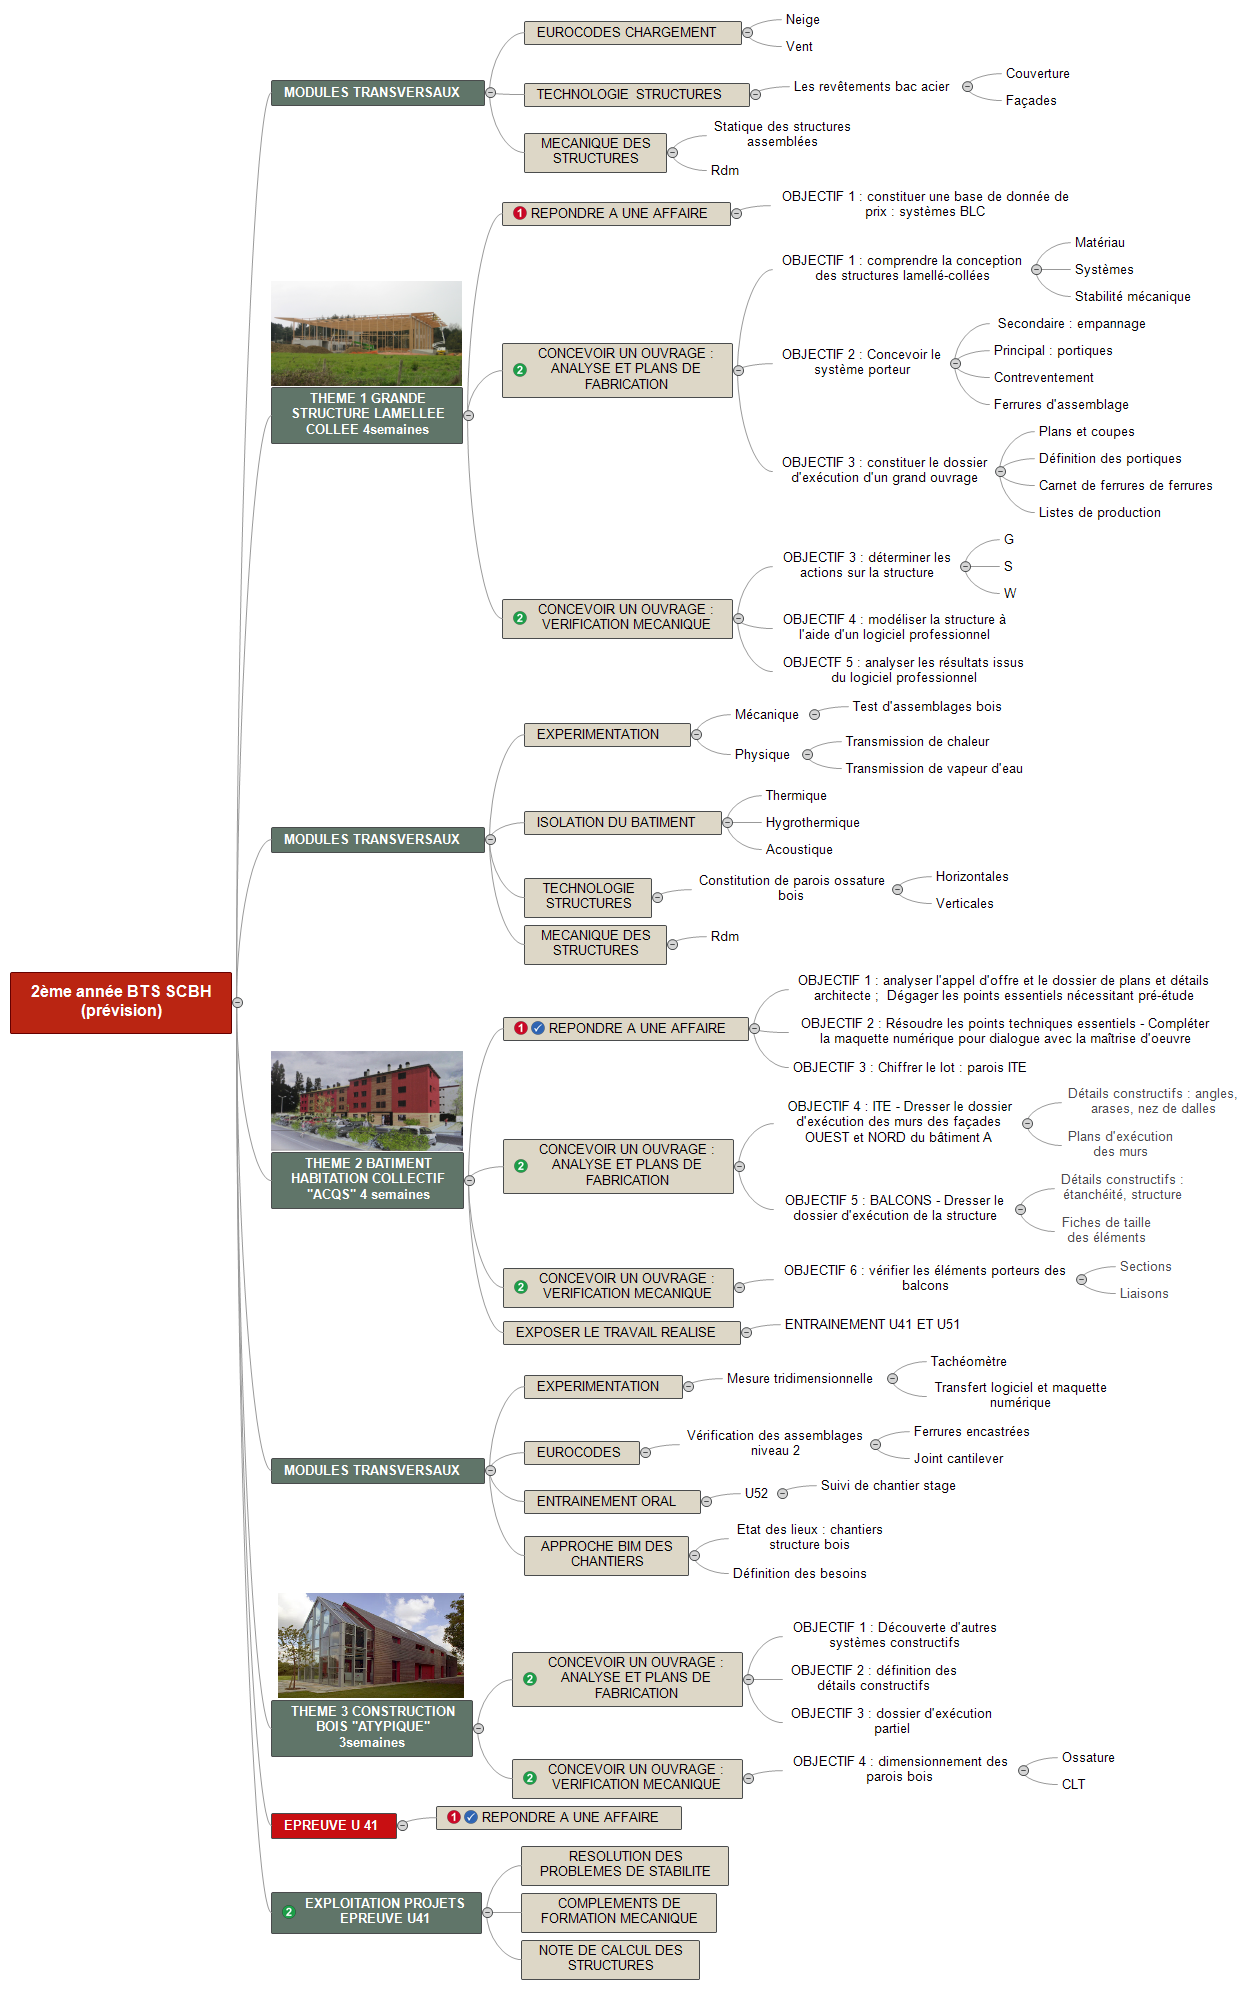 2ème année BTS SCBH
(prévision)
MODULES TRANSVERSAUX
EUROCODES CHARGEMENT
Neige
Vent
TECHNOLOGIE  STRUCTURES
Les revêtements bac acier
Couverture
Façades
MECANIQUE DES
STRUCTURES
Statique des structures
assemblées
Rdm
THEME 1 GRANDE
STRUCTURE LAMELLEE
COLLEE 4semaines
1 REPONDRE A UNE AFFAIRE
OBJECTIF 1 : constituer une base de donnée de
prix : systèmes BLC
2
CONCEVOIR UN OUVRAGE :
ANALYSE ET PLANS DE
FABRICATION
OBJECTIF 1 : comprendre la conception
des structures lamellé-collées
Matériau
Systèmes
Stabilité mécanique
OBJECTIF 2 : Concevoir le
système porteur
Secondaire : empannage
Principal : portiques
Contreventement
Ferrures d'assemblage
OBJECTIF 3 : constituer le dossier
d'exécution d'un grand ouvrage
Plans et coupes
Définition des portiques
Carnet de ferrures de ferrures
Listes de production
2
CONCEVOIR UN OUVRAGE :
VERIFICATION MECANIQUE
OBJECTIF 3 : déterminer les
actions sur la structure
G
S
W
OBJECTIF 4 : modéliser la structure à
l'aide d'un logiciel professionnel
OBJECTF 5 : analyser les résultats issus
du logiciel professionnel
MODULES TRANSVERSAUX
EXPERIMENTATION
Mécanique
Test d'assemblages bois
Physique
Transmission de chaleur
Transmission de vapeur d'eau
ISOLATION DU BATIMENT
Thermique
Hygrothermique
Acoustique
TECHNOLOGIE
STRUCTURES
Constitution de parois ossature
bois
Horizontales
Verticales
MECANIQUE DES
STRUCTURES
Rdm
THEME 2 BATIMENT
HABITATION COLLECTIF
"ACQS" 4 semaines
1 REPONDRE A UNE AFFAIRE
OBJECTIF 1 : analyser l'appel d'offre et le dossier de plans et détails
architecte ;  Dégager les points essentiels nécessitant pré-étude
OBJECTIF 2 : Résoudre les points techniques essentiels - Compléter
la maquette numérique pour dialogue avec la maîtrise d'oeuvre
OBJECTIF 3 : Chiffrer le lot : parois ITE
2
CONCEVOIR UN OUVRAGE :
ANALYSE ET PLANS DE
FABRICATION
OBJECTIF 4 : ITE - Dresser le dossier
d'exécution des murs des façades
OUEST et NORD du bâtiment A
Détails constructifs : angles,
arases, nez de dalles
Plans d'exécution
des murs
OBJECTIF 5 : BALCONS - Dresser le
dossier d'exécution de la structure
Détails constructifs :
étanchéité, structure
Fiches de taille
des éléments
2
CONCEVOIR UN OUVRAGE :
VERIFICATION MECANIQUE
OBJECTIF 6 : vérifier les éléments porteurs des
balcons
Sections
Liaisons
EXPOSER LE TRAVAIL REALISE
ENTRAINEMENT U41 ET U51
MODULES TRANSVERSAUX
EXPERIMENTATION
Mesure tridimensionnelle
Tachéomètre
Transfert logiciel et maquette
numérique
EUROCODES
Vérification des assemblages
niveau 2
Ferrures encastrées
Joint cantilever
ENTRAINEMENT ORAL
U52
Suivi de chantier stage
APPROCHE BIM DES
CHANTIERS
Etat des lieux : chantiers
structure bois
Définition des besoins
THEME 3 CONSTRUCTION
BOIS "ATYPIQUE"
3semaines
2
CONCEVOIR UN OUVRAGE :
ANALYSE ET PLANS DE
FABRICATION
OBJECTIF 1 : Découverte d'autres
systèmes constructifs
OBJECTIF 2 : définition des
détails constructifs
OBJECTIF 3 : dossier d'exécution
partiel
2
CONCEVOIR UN OUVRAGE :
VERIFICATION MECANIQUE
OBJECTIF 4 : dimensionnement des
parois bois
Ossature
CLT
EPREUVE U 41
1 REPONDRE A UNE AFFAIRE
2
EXPLOITATION PROJETS
EPREUVE U41
RESOLUTION DES
PROBLEMES DE STABILITE
COMPLEMENTS DE
FORMATION MECANIQUE
NOTE DE CALCUL DES
STRUCTURES